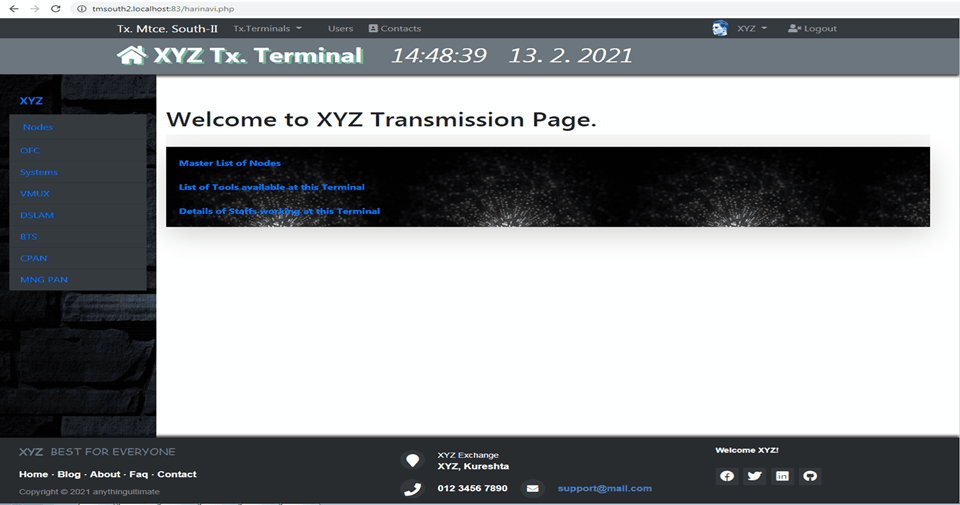 tmsouth2.localhost:83/harinavi.php
Tx. Mtce. South-II Tx.Terminals Users Contacts XYZ Logout
XYZ Tx. Terminal 14:48:39 13. 2. 2021
XYZ
Nodes
OFC
Systems
VMUX
DSLAM
BTS
CPAN
MNG PAN
Welcome to XYZ Transmission Page.
Master List of Nodes
List of Tools available at this Terminal
Details of Staffs working at this Terminal
XYZ BEST FOR EVERYONE
Home · Blog · About · Faq · Contact
Copyright © 2021 anythingultimate
XYZ Exchange
XYZ, Kureshta
012 3456 7890 support@mail.com
Welcome XYZ!